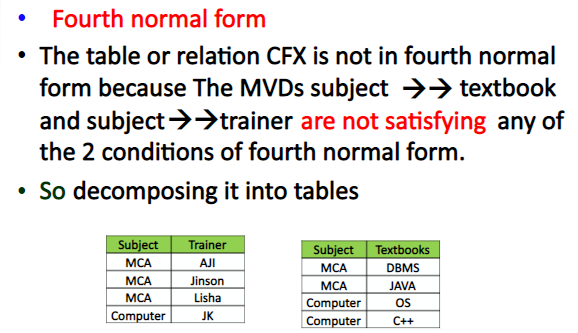 • Fourth normal form
• The table or relation CFX is not in fourth normal
form because The MVDs subject →→ textbook
and subject→→trainer are not satisfying any of
the 2 conditions of fourth normal form.
• So decomposing it into tables
Subject Trainer
MCA AJI
MCA Jinson
MCA Lisha
Computer JK
Subject Textbooks
MCA DBMS
MCA JAVA
Computer OS
Computer C++